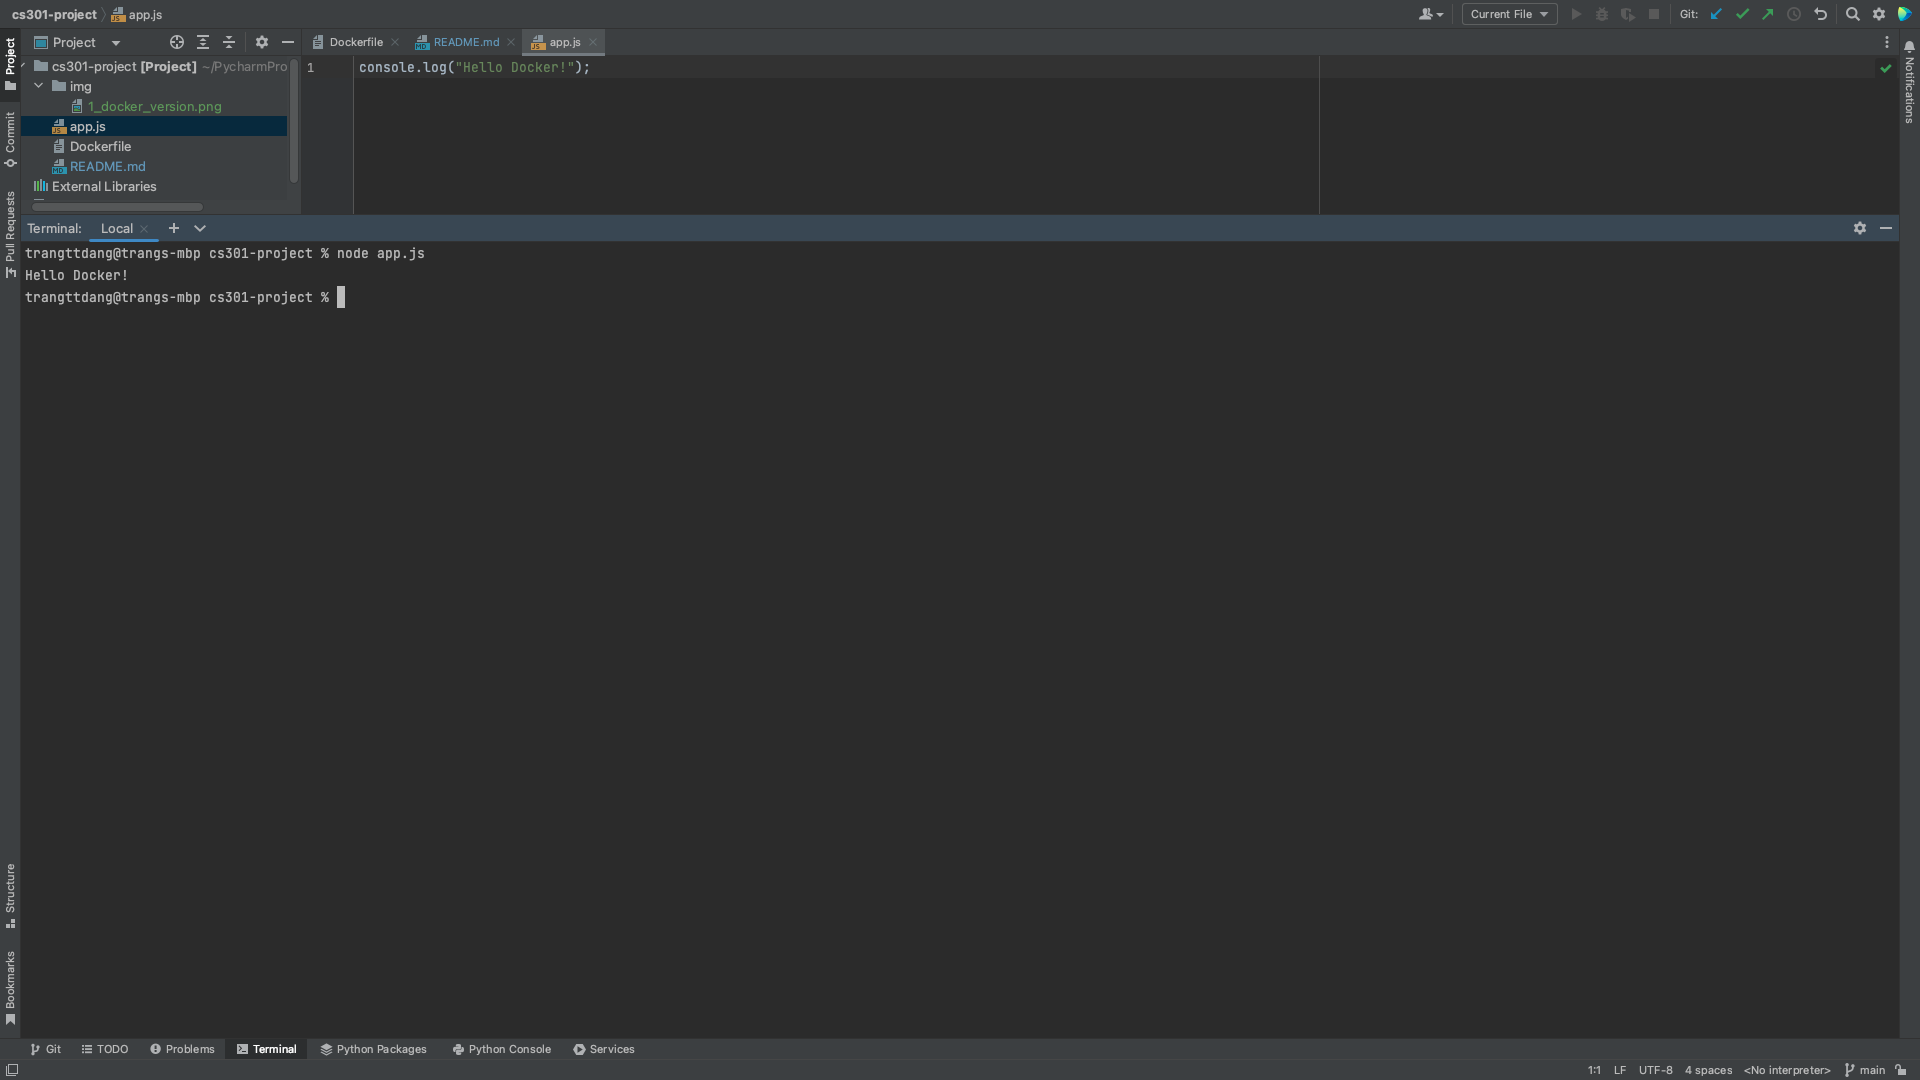 cs301-project app.js
Current File Git:
Project
Dockerfile README.md app.js
cs301-project [Project] ~/PycharmPro
img
1_docker_version.png
app.js
Dockerfile
README.md
External Libraries
1 console.log("Hello Docker!");
Project
Commit
Pull Requests
Notifications
Terminal: Local
trangttdang@trangs-mbp cs301-project % node app.js
Hello Docker!
trangttdang@trangs-mbp cs301-project %
Structure
Bookmarks
Git TODO Problems Terminal Python Packages Python Console Services
1:1 LF UTF-8 4 spaces <No interpreter> main